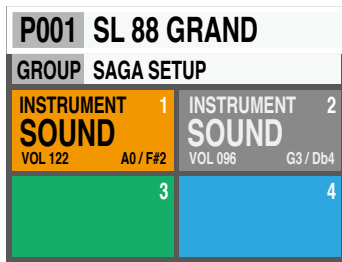 P001 SL 88 GRAND
GROUP SAGA SETUP
INSTRUMENT 1
SOUND
VOL 122 A0 / F#2
INSTRUMENT 2
SOUND
VOL 096 G3 / Db4
3
4